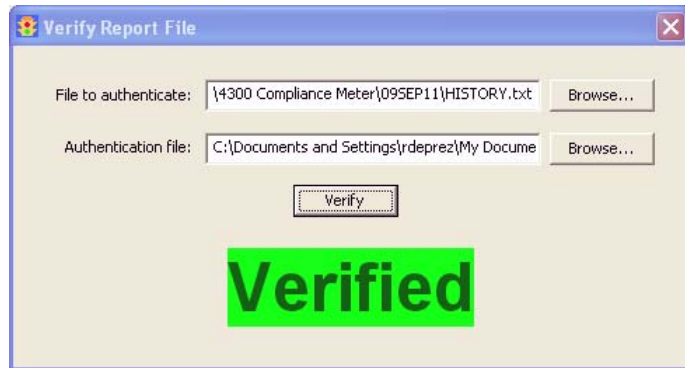 Verify Report File
File to authenticate: \4300 Compliance Meter\09SEP11\HISTORY.txt Browse...
Authentication file: C:\Documents and Settings\rdeprez\My Docume Browse...
Verify
Verified